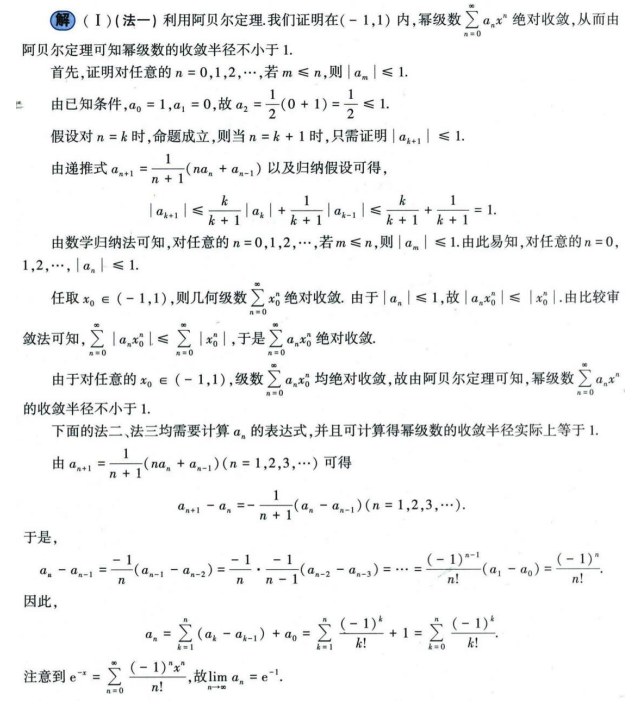 解 (Ⅰ)(法一) 利用阿贝尔定理.我们证明在(-1,1) 内,幂级数 $\sum_{n=0}^{\infty} a_n x^n$ 绝对收敛,从而由
阿贝尔定理可知幂级数的收敛半径不小于 1.
首先,证明对任意的 n = 0,1,2,⋯,若 m ≤ n,则 $|a_m| \leq 1$.
由已知条件,$a_0 = 1, a_1 = 0$,故 $a_2 = \frac{1}{2}(0 + 1) = \frac{1}{2} \leq 1$.
假设对 n = k 时,命题成立,则当 n = k + 1 时,只需证明 $|a_{k+1}| \leq 1$.
由递推式 $a_{n+1} = \frac{1}{n+1}(na_n + a_{n-1})$ 以及归纳假设可得,
$|a_{k+1}| \leq \frac{k}{k+1}|a_k| + \frac{1}{k+1}|a_{k-1}| \leq \frac{k}{k+1} + \frac{1}{k+1} = 1.$
由数学归纳法可知,对任意的 n = 0,1,2,⋯,若 m ≤ n,则 $|a_m| \leq 1$.由此易知,对任意的 n = 0,
1,2,⋯,$|a_n| \leq 1$.
任取 $x_0 \in (-1,1)$,则几何级数 $\sum_{n=0}^{\infty} x_0^n$ 绝对收敛. 由于 $|a_n| \leq 1$,故 $|a_n x_0^n| \leq |x_0^n|$.由比较审
敛法可知,$\sum_{n=0}^{\infty} |a_n x_0^n| \leq \sum_{n=0}^{\infty} |x_0^n|$,于是 $\sum_{n=0}^{\infty} a_n x_0^n$ 绝对收敛.
由于对任意的 $x_0 \in (-1,1)$,级数 $\sum_{n=0}^{\infty} a_n x_0^n$ 均绝对收敛,故由阿贝尔定理可知,幂级数 $\sum_{n=0}^{\infty} a_n x^n$
的收敛半径不小于 1.
下面的法二、法三均需要计算 $a_n$ 的表达式,并且可计算得幂级数的收敛半径实际上等于 1.
由 $a_{n+1} = \frac{1}{n+1}(na_n + a_{n-1})(n = 1,2,3,\cdots)$ 可得
$a_{n+1} - a_n = -\frac{1}{n+1}(a_n - a_{n-1})(n = 1,2,3,\cdots).$
于是,
$a_n - a_{n-1} = \frac{-1}{n}(a_{n-1} - a_{n-2}) = \frac{-1}{n} \cdot \frac{-1}{n-1}(a_{n-2} - a_{n-3}) = \cdots = \frac{(-1)^{n-1}}{n!}(a_1 - a_0) = \frac{(-1)^n}{n!}.$
因此,
$a_n = \sum_{k=1}^{n}(a_k - a_{k-1}) + a_0 = \sum_{k=1}^{n}\frac{(-1)^k}{k!} + 1 = \sum_{k=0}^{n}\frac{(-1)^k}{k!}.$
注意到 $e^{-x} = \sum_{n=0}^{\infty}\frac{(-1)^n x^n}{n!}$,故 $\lim_{n\to\infty} a_n = e^{-1}$.